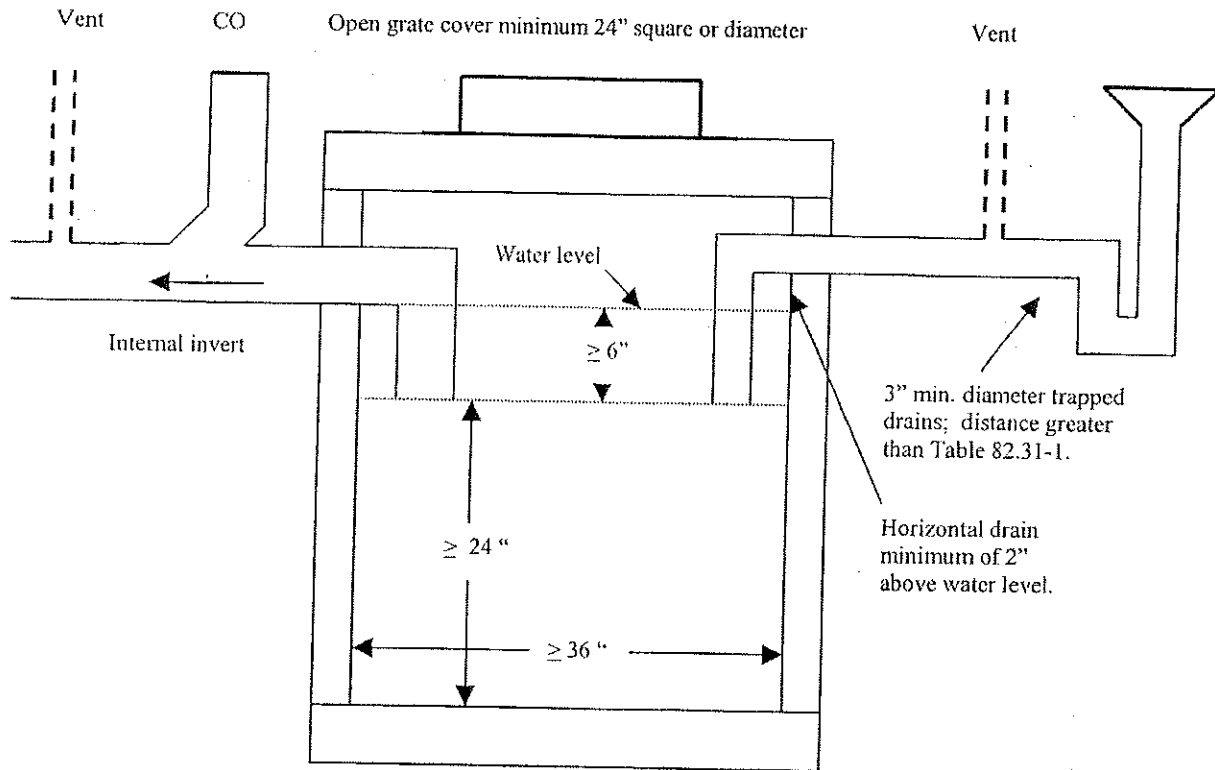 Vent
CO
Open grate cover minimum 24” square or diameter
Vent
Water level
≥ 6”
Internal invert
3” min. diameter trapped
drains; distance greater
than Table 82.31-1.
Horizontal drain
minimum of 2”
above water level.
≥ 24 “
≥ 36 “